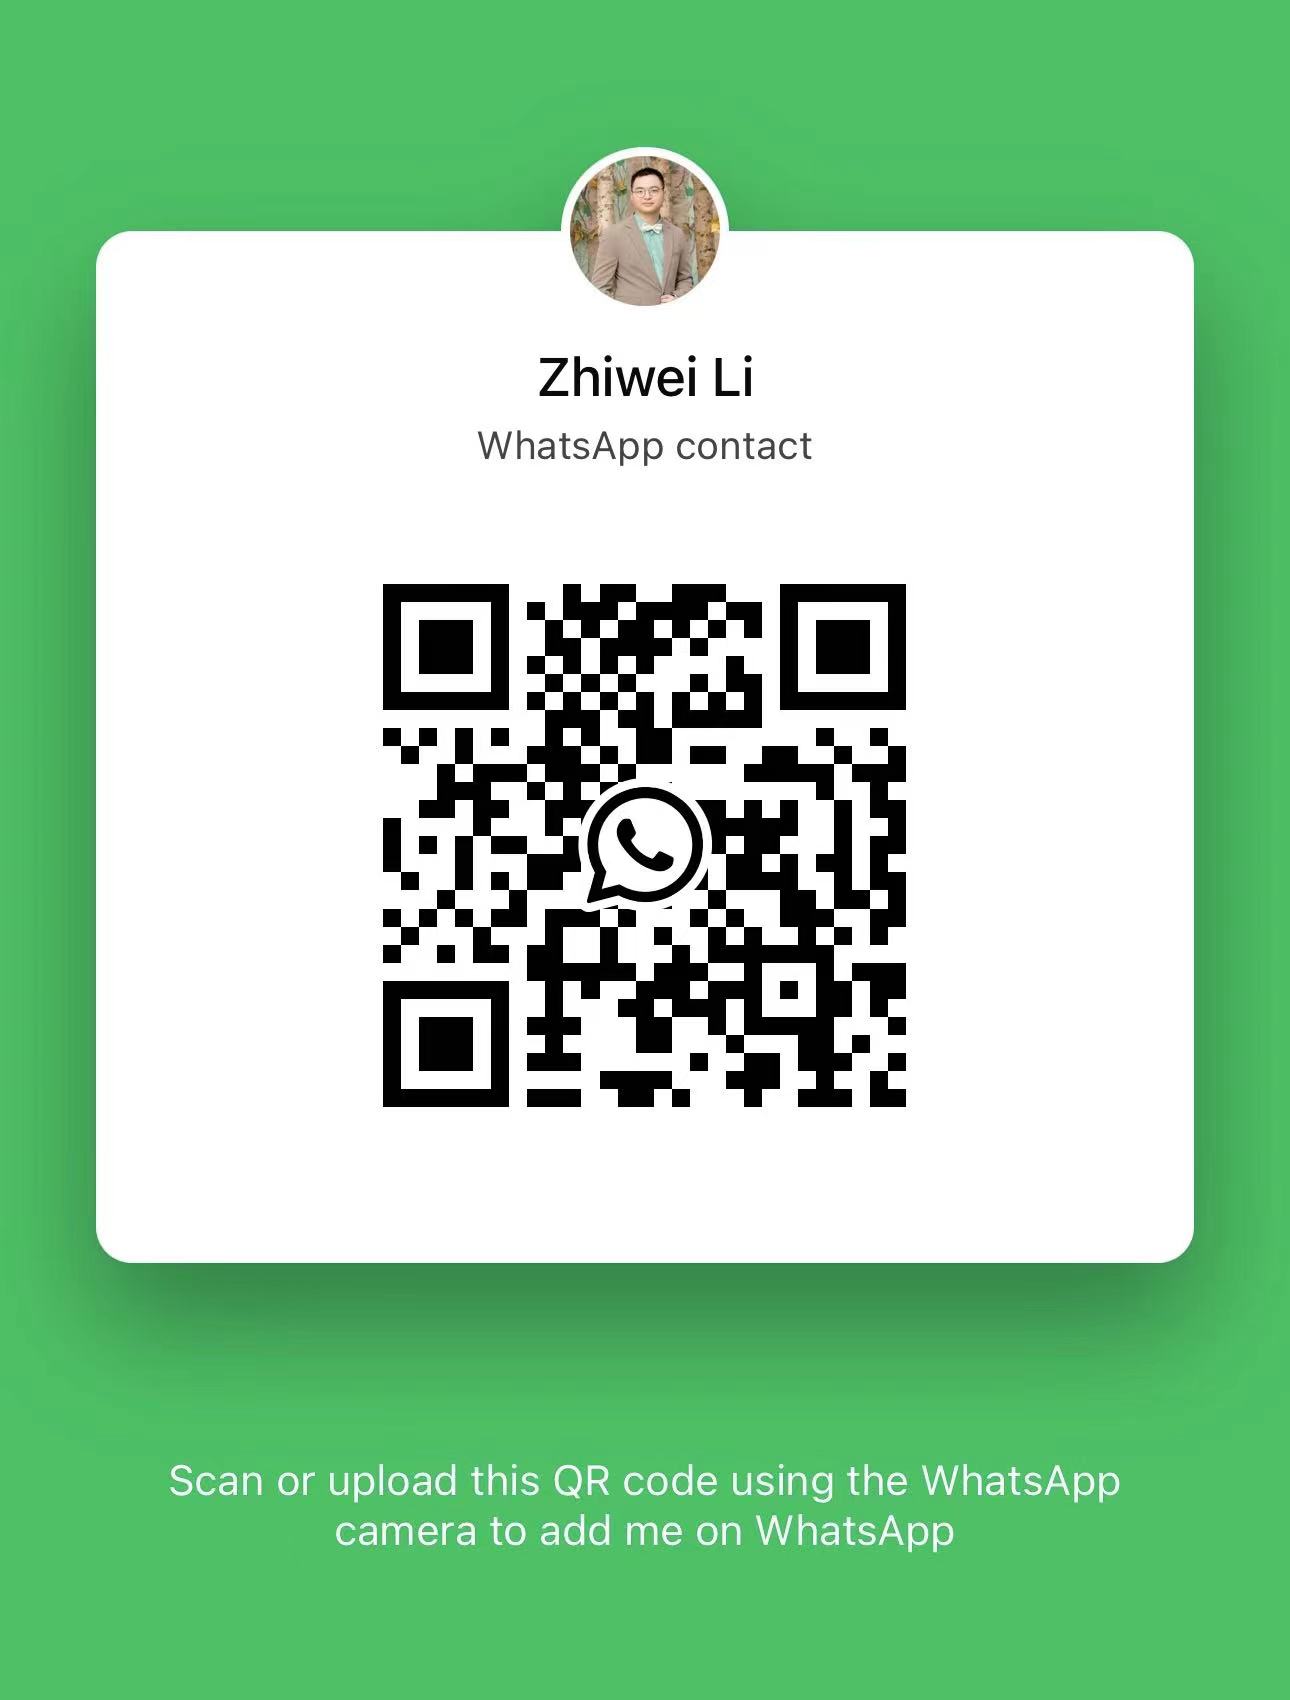 Zhiwei Li
WhatsApp contact
Scan or upload this QR code using the WhatsApp
camera to add me on WhatsApp